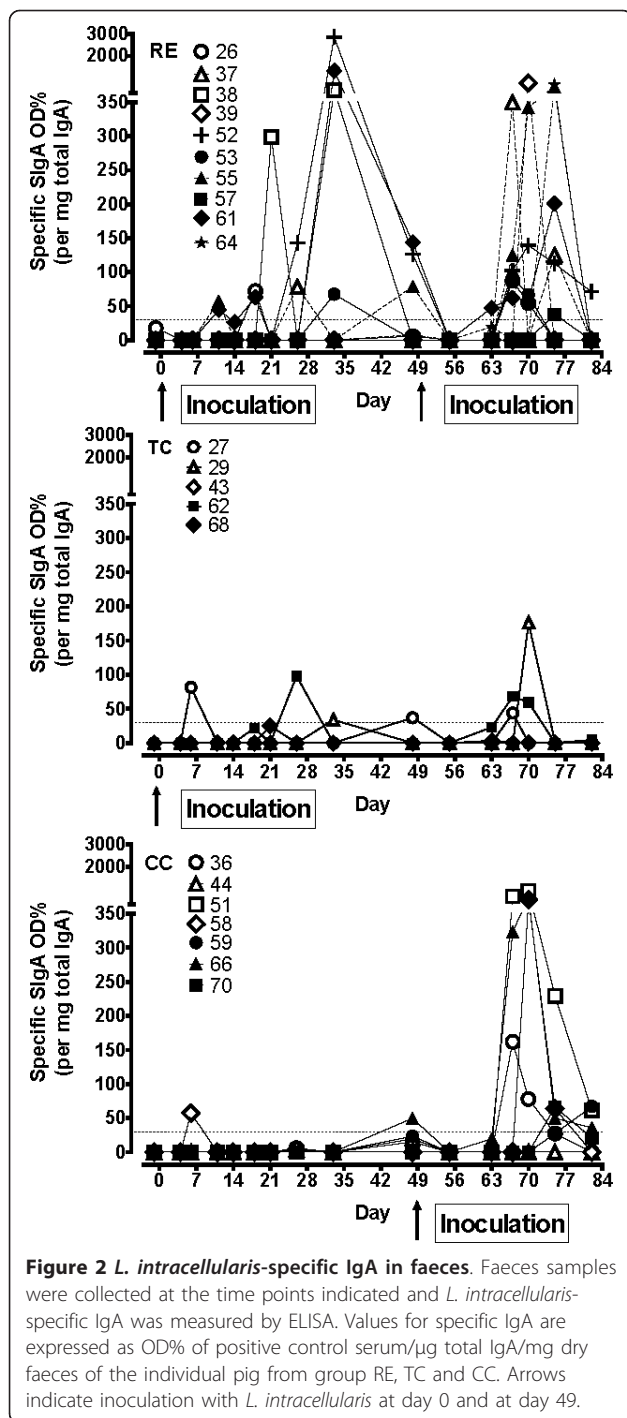 RE
26
37
38
39
52
53
55
57
61
64
3000
2000
350
300
250
200
150
100
50
0
Specific SIgA OD%
(per mg total IgA)
0 7 14 21 28 35 42 49 56 63 70 77 84
Inoculation Day Inoculation
TC
27
29
43
62
68
3000
2000
350
300
250
200
150
100
50
0
Specific SIgA OD%
(per mg total IgA)
0 7 14 21 28 35 42 49 56 63 70 77 84
Inoculation Day
CC
36
44
51
58
59
66
70
3000
2000
350
300
250
200
150
100
50
0
Specific SIgA OD%
(per mg total IgA)
0 7 14 21 28 35 42 49 56 63 70 77 84
Day Inoculation
Figure 2 L. intracellularis-specific IgA in faeces. Faeces samples
were collected at the time points indicated and L. intracellularis-
specific IgA was measured by ELISA. Values for specific IgA are
expressed as OD% of positive control serum/µg total IgA/mg dry
faeces of the individual pig from group RE, TC and CC. Arrows
indicate inoculation with L. intracellularis at day 0 and at day 49.